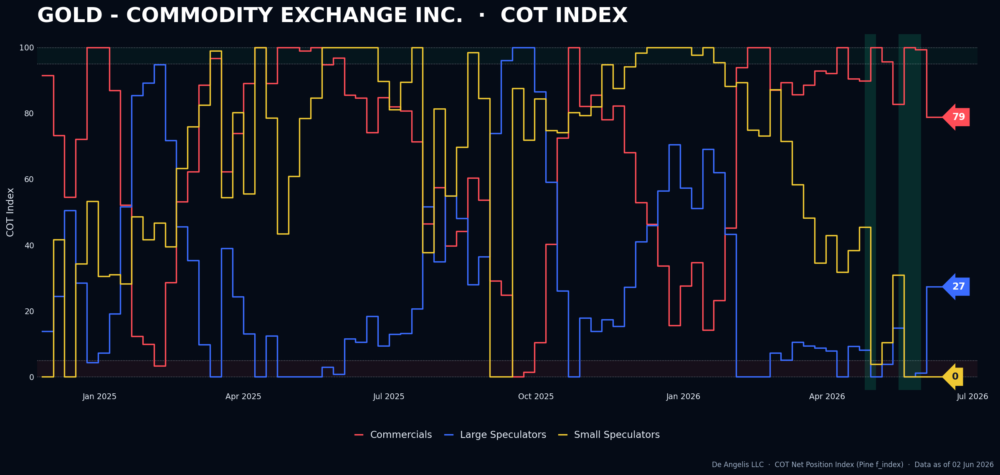 GOLD - COMMODITY EXCHANGE INC. · COT INDEX
100
80
60
40
20
0
COT Index
79
27
0
Jan 2025 Apr 2025 Jul 2025 Oct 2025 Jan 2026 Apr 2026 Jul 2026
Commercials Large Speculators Small Speculators
De Angelis LLC · COT Net Position Index (Pine f_index) · Data as of 02 Jun 2026